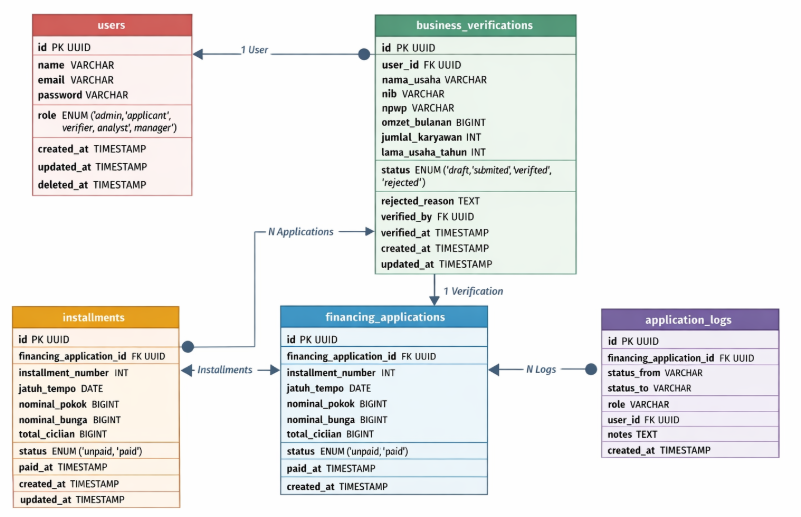 users
id PK UUID
name VARCHAR
email VARCHAR
password VARCHAR
role ENUM ('admin,'applicant',
verifier, analyst', manager')
created_at TIMESTAMP
updated_at TIMESTAMP
deleted_at TIMESTAMP
1 User
business_verifications
id PK UUID
user_id FK UUID
nama_usaha VARCHAR
nib VARCHAR
npwp VARCHAR
omzet_bulanan BIGINT
jumlal_karyawan INT
lama_usaha_tahun INT
status ENUM ('draft,'submited', 'verifted',
'rejected')
rejected_reason TEXT
verified_by FK UUID
verified_at TIMESTAMP
created_at TIMESTAMP
updated_at TIMESTAMP
N Applications
1 Verification
installments
id PK UUID
financing_application_id FK UUID
installment_number INT
jatuh_tempo DATE
nominal_pokok BIGINT
nominal_bunga BIGINT
total_ciclian BIGINT
status ENUM ('unpaid, 'paid')
paid_at TIMESTAMP
created_at TIMESTAMP
updated_at TIMESTAMP
Installments
financing_applications
id PK UUID
financing_application_id FK UUID
installment_number INT
jatuh_tempo DATE
nominal_pokok BIGINT
nominal_bunga BIGINT
total_ciclian BIGINT
status ENUM ('unpaid, 'paid')
paid_at TIMESTAMP
created_at TIMESTAMP
N Logs
application_logs
id PK UUID
financing_application_id FK UUID
status_from VARCHAR
status_to VARCHAR
role VARCHAR
user_id FK UUID
notes TEXT
created_at TIMESTAMP